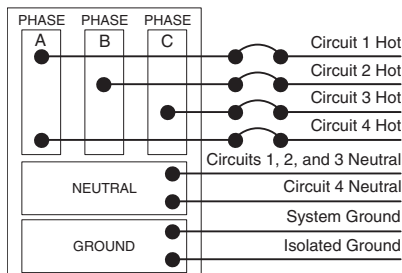 PHASE PHASE PHASE
A B C
Circuit 1 Hot
Circuit 2 Hot
Circuit 3 Hot
Circuit 4 Hot
Circuits 1, 2, and 3 Neutral
NEUTRAL
Circuit 4 Neutral
System Ground
GROUND
Isolated Ground